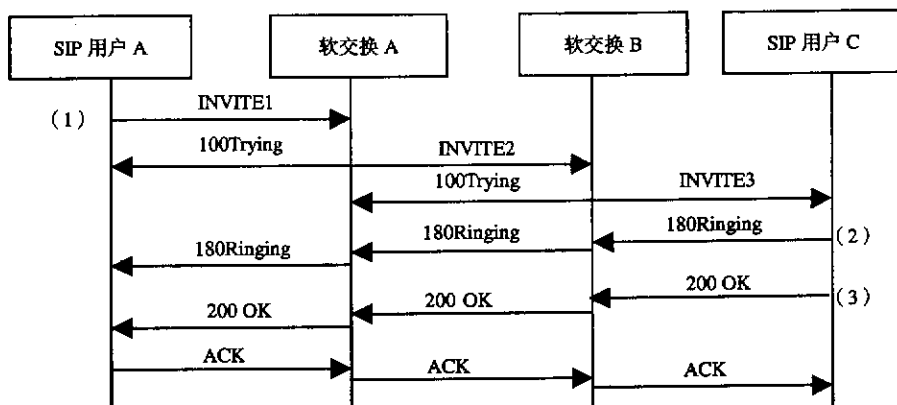 SIP 用户 A
软交换 A
软交换 B
SIP 用户 C
(1)
INVITE1
100Trying
INVITE2
100Trying
INVITE3
180Ringing
(2)
180Ringing
180Ringing
200 OK
(3)
200 OK
200 OK
ACK
ACK
ACK